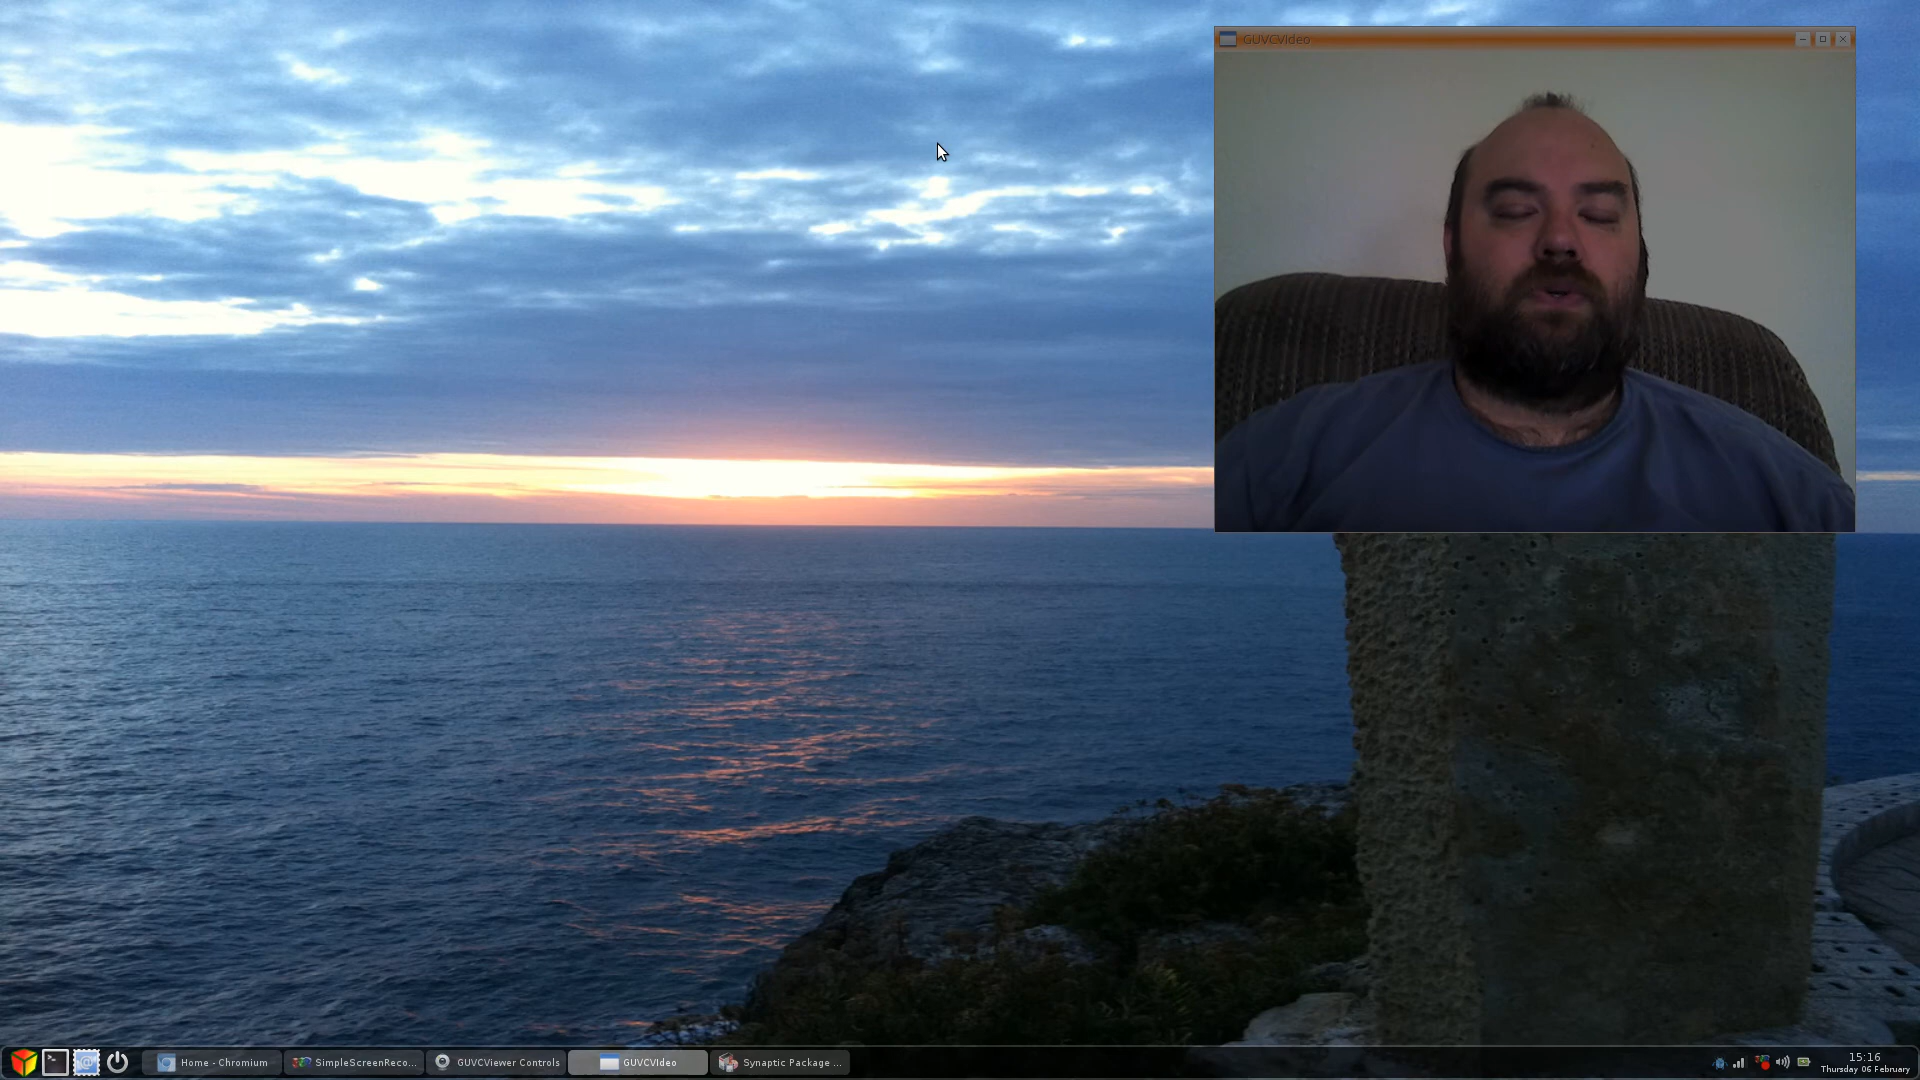 GUVCVideo
Home - Chromium
SimpleScreenReco...
GUVCViewer Controls
GUVCVideo
Synaptic Package ...
15:16
Thursday 06 February